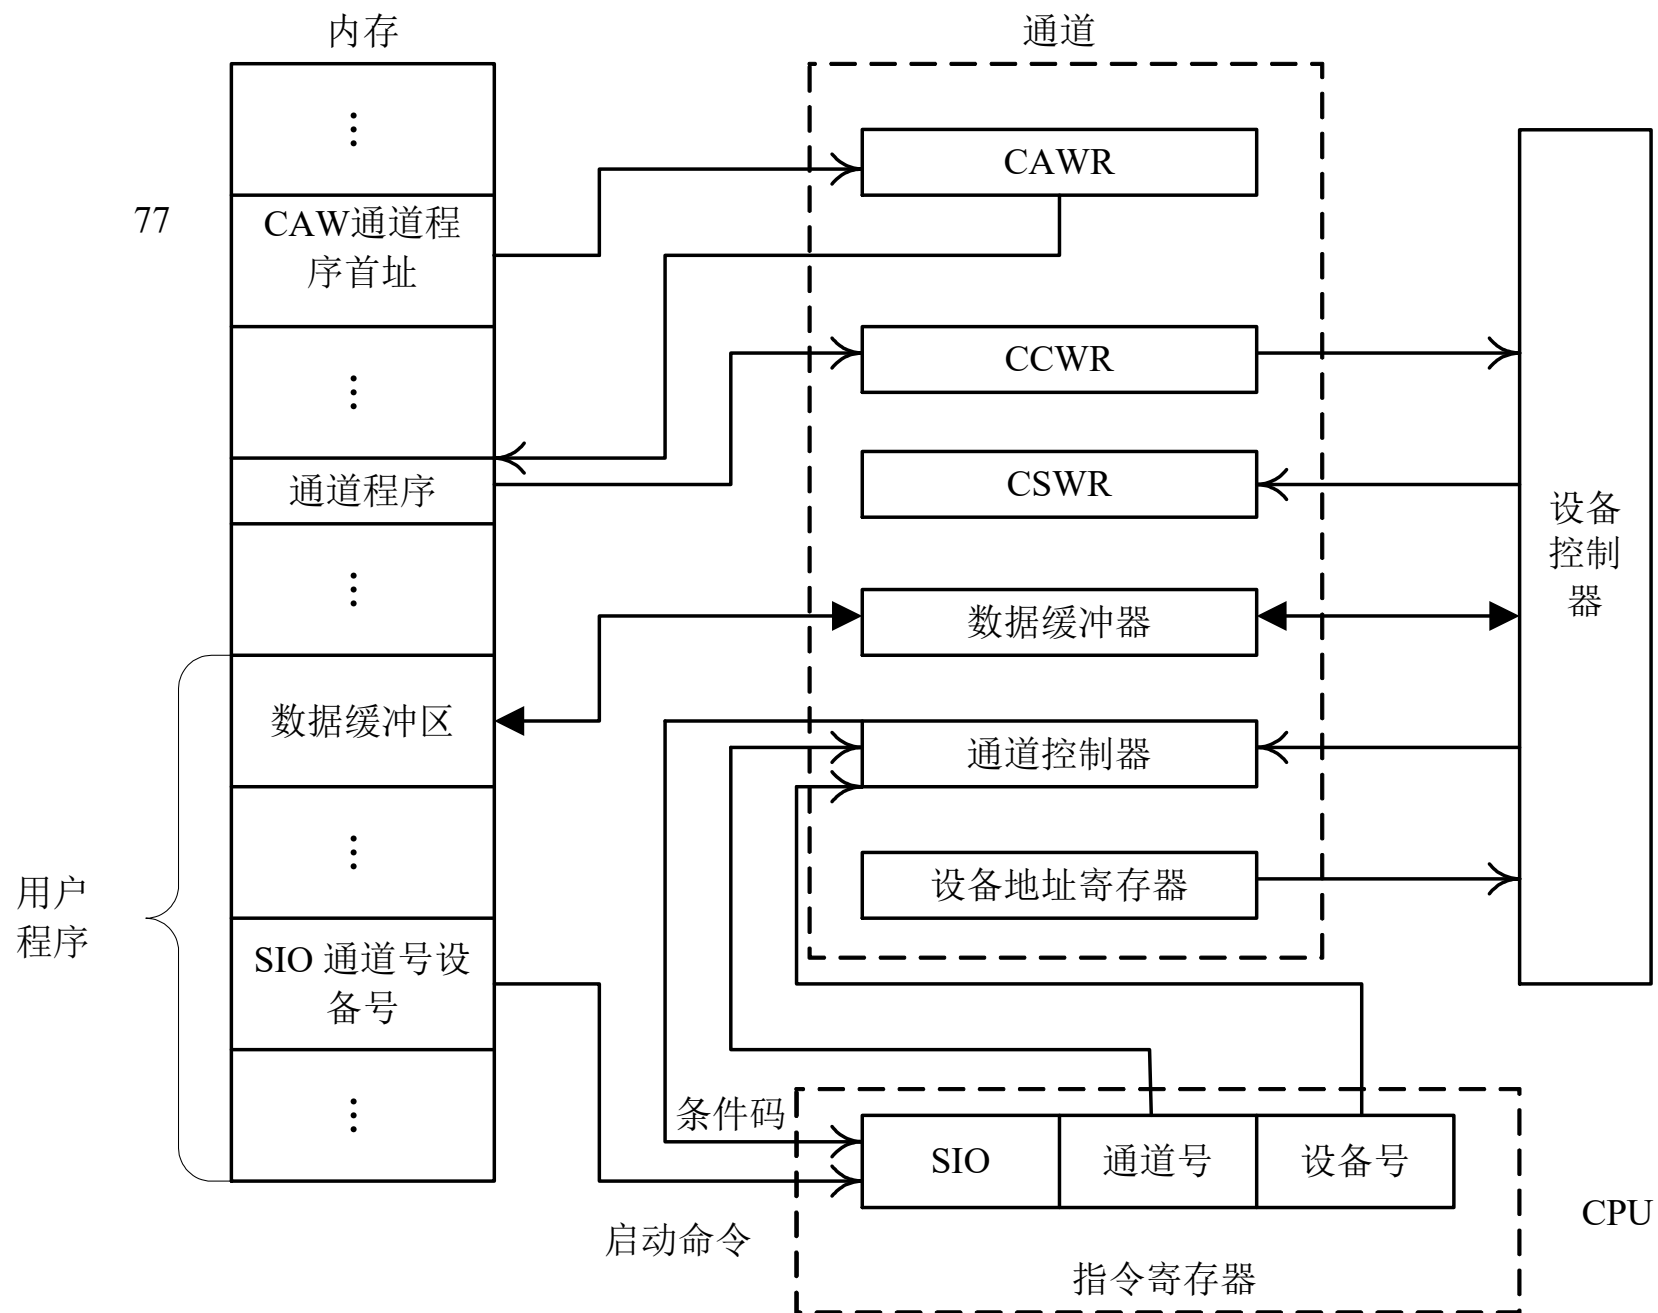 内存
通道
⋮
CAWR
77
CAW通道程
序首址
⋮
CCWR
通道程序
CSWR
设备
控制
器
⋮
数据缓冲器
数据缓冲区
通道控制器
⋮
设备地址寄存器
用户
程序
SIO 通道号设
备号
⋮
条件码
SIO
通道号
设备号
CPU
启动命令
指令寄存器